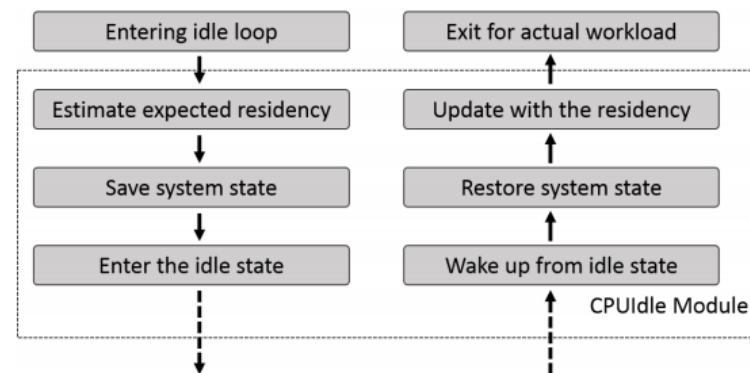 Entering idle loop
Exit for actual workload
Estimate expected residency
Update with the residency
Save system state
Restore system state
Enter the idle state
Wake up from idle state
CPUIdle Module